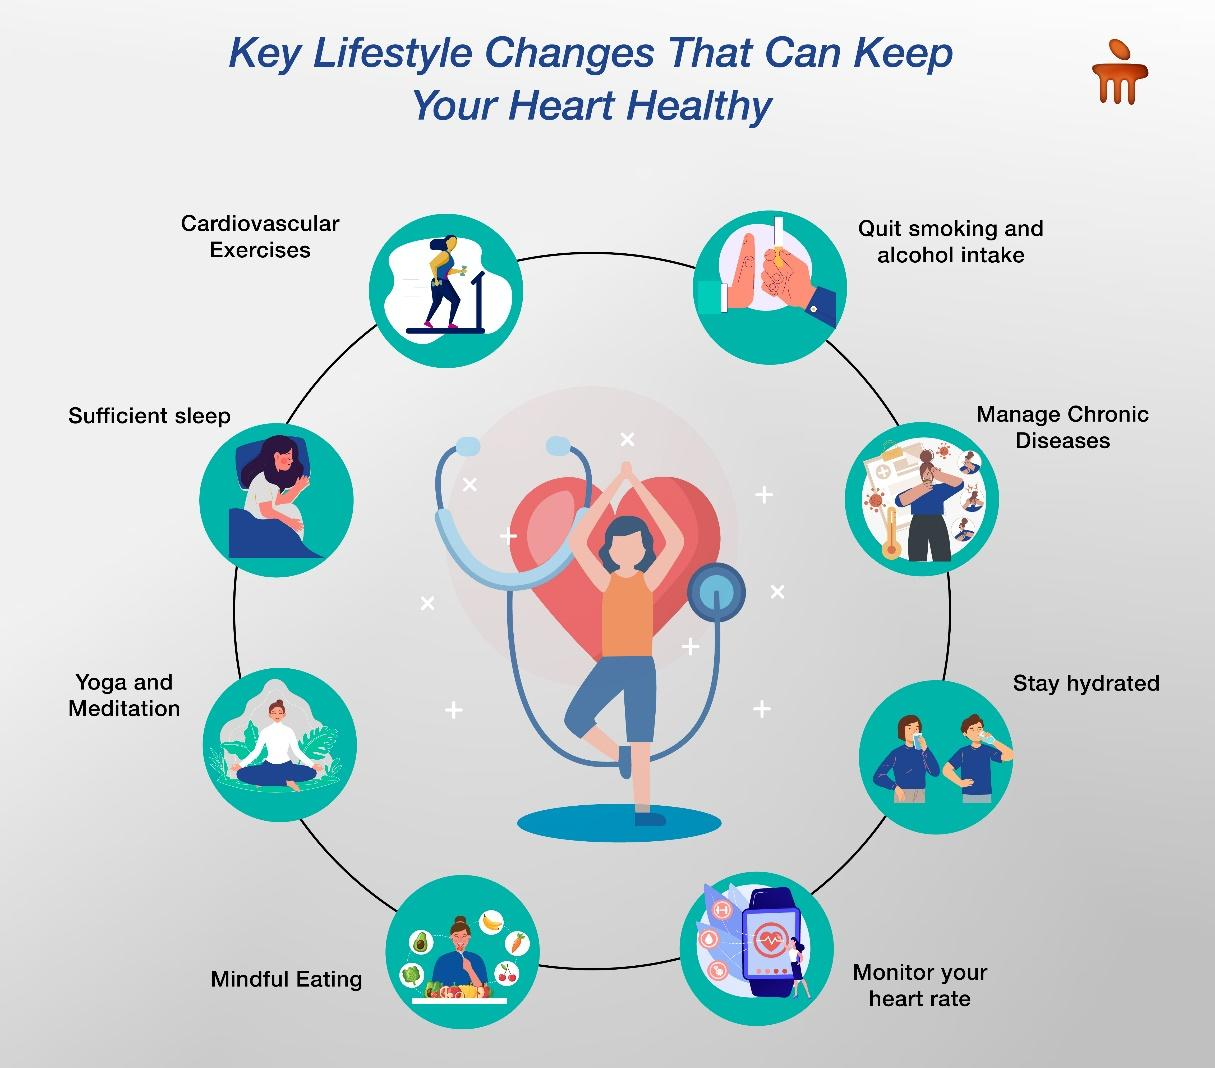 Key Lifestyle Changes That Can Keep
Your Heart Healthy
Cardiovascular
Exercises
Quit smoking and
alcohol intake
Sufficient sleep
Manage Chronic
Diseases
Yoga and
Meditation
Stay hydrated
Mindful Eating
Monitor your
heart rate